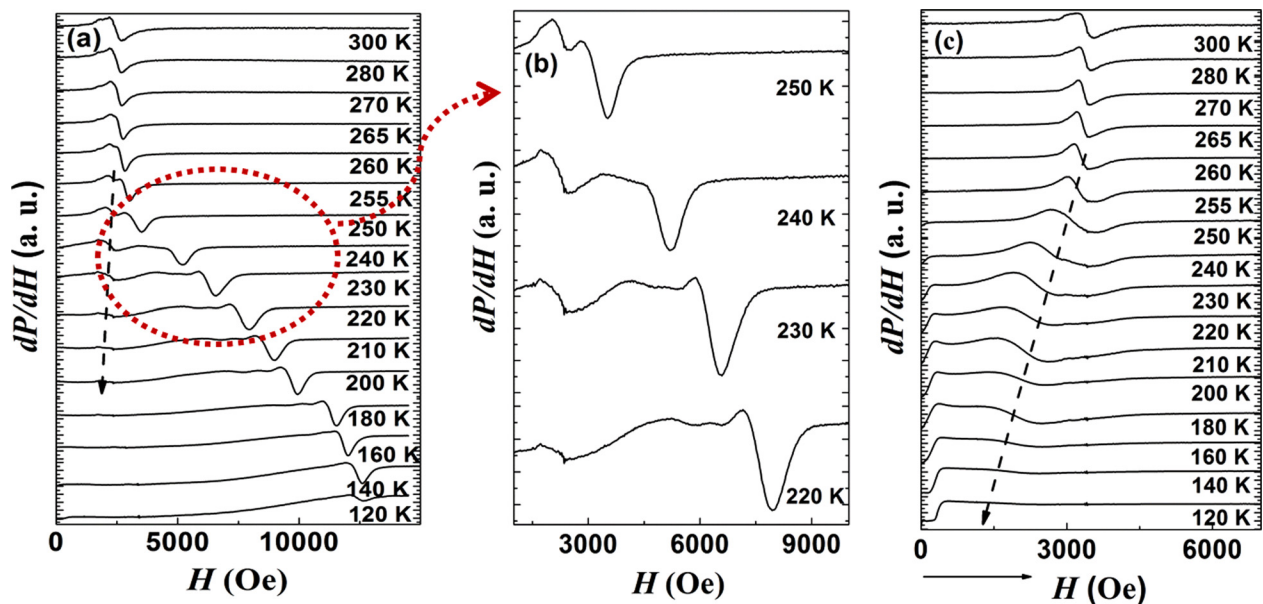 (a)
300 K
280 K
270 K
265 K
260 K
255 K
250 K
240 K
230 K
220 K
210 K
200 K
180 K
160 K
140 K
120 K
dP/dH (a. u.)
0 5000 10000
H (Oe)
(b)
250 K
240 K
230 K
220 K
dP/dH (a. u.)
3000 6000 9000
H (Oe)
(c)
300 K
280 K
270 K
265 K
260 K
255 K
250 K
240 K
230 K
220 K
210 K
200 K
180 K
160 K
140 K
120 K
dP/dH (a. u.)
0 3000 6000
H (Oe)